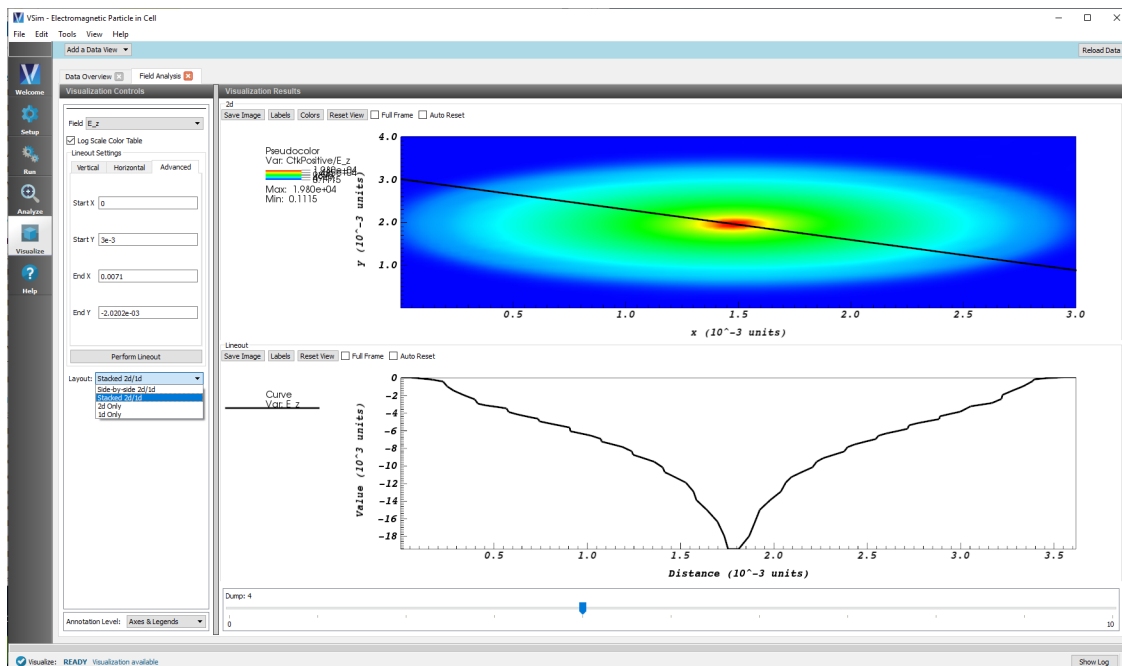 VSim - Electromagnetic Particle in Cell
File Edit Tools View Help
Add a Data View
Reload Data
Welcome
Setup
Run
Analyze
Visualize
Help
Data Overview
Field Analysis
Visualization Controls
Field E_z
Log Scale Color Table
Lineout Settings
Vertical Horizontal Advanced
Start X 0
Start Y 3e-3
End X 0.0071
End Y -2.0202e-03
Perform Lineout
Layout: Stacked 2d/1d
Side-by-side 2d/1d
Stacked 2d/1d
2d Only
1d Only
Annotation Level: Axes & Legends
Visualization Results
2d
Save Image Labels Colors Reset View Full Frame Auto Reset
Pseudocolor
Var: CtkPositive/E_z
1.980e+04
0.1115
Max: 1.980e+04
Min: 0.1115
4.0
3.0
2.0
1.0
y (10^-3 units)
0.5 1.0 1.5 2.0 2.5 3.0
x (10^-3 units)
Lineout
Save Image Labels Reset View Full Frame Auto Reset
Curve
Var: E_z
0
-2
-4
-6
-8
-10
-12
-14
-16
-18
Value (10^3 units)
0.5 1.0 1.5 2.0 2.5 3.0 3.5
Distance (10^-3 units)
Dump: 4
0 10
Visualize: READY Visualization available
Show Log